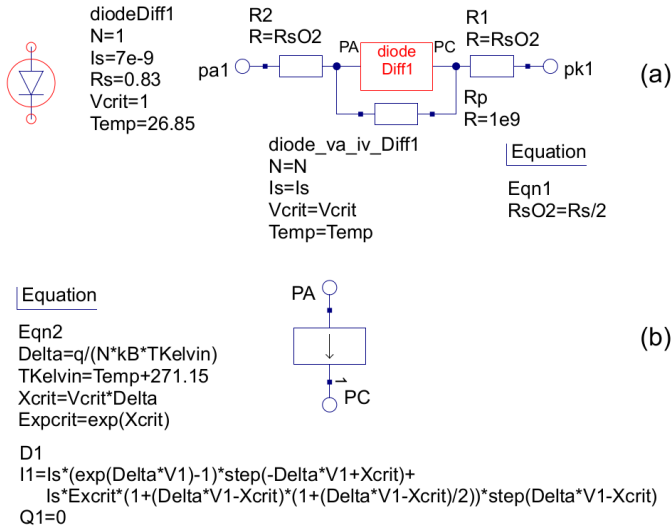 diodeDiff1
N=1
Is=7e-9
Rs=0.83
Vcrit=1
Temp=26.85
R2
R=RsO2
R1
R=RsO2
pa1
PA
diode
Diff1
PC
pk1
(a)
Rp
R=1e9
diode_va_iv_Diff1
N=N
Is=Is
Vcrit=Vcrit
Temp=Temp
Equation
Eqn1
RsO2=Rs/2
Equation
Eqn2
Delta=q/(N*kB*TKelvin)
TKelvin=Temp+271.15
Xcrit=Vcrit*Delta
Expcrit=exp(Xcrit)
PA
1
PC
(b)
D1
I1=Is*(exp(Delta*V1)-1)*step(-Delta*V1+Xcrit)+
Is*Excrit*(1+(Delta*V1-Xcrit)*(1+(Delta*V1-Xcrit)/2))*step(Delta*V1-Xcrit)
Q1=0